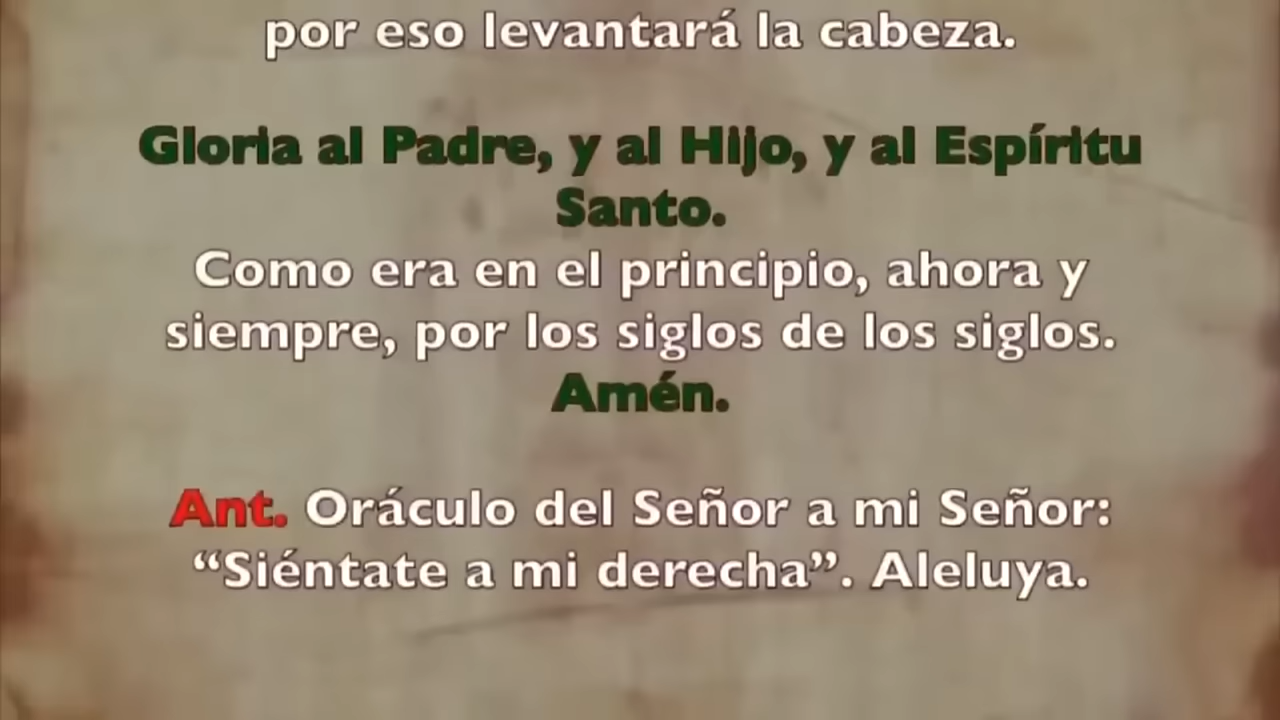 por eso levantará la cabeza.
Gloria al Padre, y al Hijo, y al Espíritu
Santo.
Como era en el principio, ahora y
siempre, por los siglos de los siglos.
Amén.
Ant. Oráculo del Señor a mi Señor:
“Siéntate a mi derecha”. Aleluya.